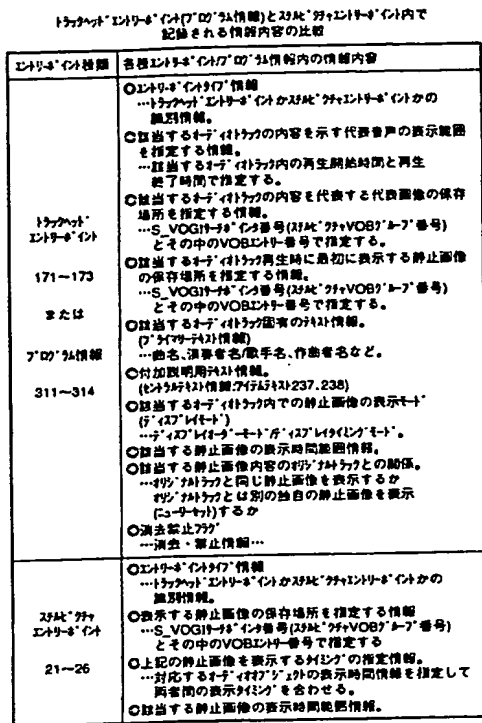 トラックヘッドエントリーポイント(プログラム情報)とスチルピクチャエントリーポイント内で
記録される情報内容の比較
エントリーポイント種類
各種エントリーポイント/プログラム情報内の情報内容
トラックヘッド
エントリーポイント
171〜173
または
プログラム情報
311〜314
○エントリーポイントタイプ情報
…トラックヘッドエントリーポイントかスチルピクチャエントリーポイントかの
識別情報。
○該当するオーディオトラックの内容を示す代表音声の表示範囲
を指定する情報。
…該当するオーディオトラック内の再生開始時間と再生
終了時間で指定する。
○該当するオーディオトラックの内容を代表する代表画像の保存
場所を指定する情報。
…S_VOGIサーチポインタ番号(スチルピクチャVOBグループ番号)
とその中のVOBエントリー番号で指定する。
○該当するオーディオトラック再生時に最初に表示する静止画像
の保存場所を指定する情報。
…S_VOGIサーチポインタ番号(スチルピクチャVOBグループ番号)
とその中のVOBエントリー番号で指定する。
○該当するオーディオトラック固有のテキスト情報。
(プライマリーテキスト情報)
…曲名、演奏者名/歌手名、作曲者名など。
○付加説明用テキスト情報。
(セントラルテキスト情報:アイテムテキスト237.238)
○該当するオーディオトラック内での静止画像の表示モード
(ディスプレイモード)
…ディスプレイオーダーモード/ディスプレイタイミングモード。
○該当する静止画像の表示時間範囲情報。
○該当する静止画像内容のオリジナルトラックとの関係。
…オリジナルトラックと同じ静止画像を表示するか
オリジナルトラックとは別の独自の静止画像を表示
(ニューリーセット)するか
○消去禁止フラグ
…消去・禁止情報…
スチルピクチャ
エントリーポイント
21〜26
○エントリーポイントタイプ情報
…トラックヘッドエントリーポイントかスチルピクチャエントリーポイントかの
識別情報。
○表示する静止画像の保存場所を指定する情報
…S_VOGIサーチポインタ番号(スチルピクチャVOBグループ番号)
とその中のVOBエントリー番号で指定する
○上記の静止画像を表示するタイミングの指定情報。
…対応するオーディオオブジェクトの表示時間情報を指定して
両者間の表示タイミングを合わせる。
○該当する静止画像の表示時間範囲情報。